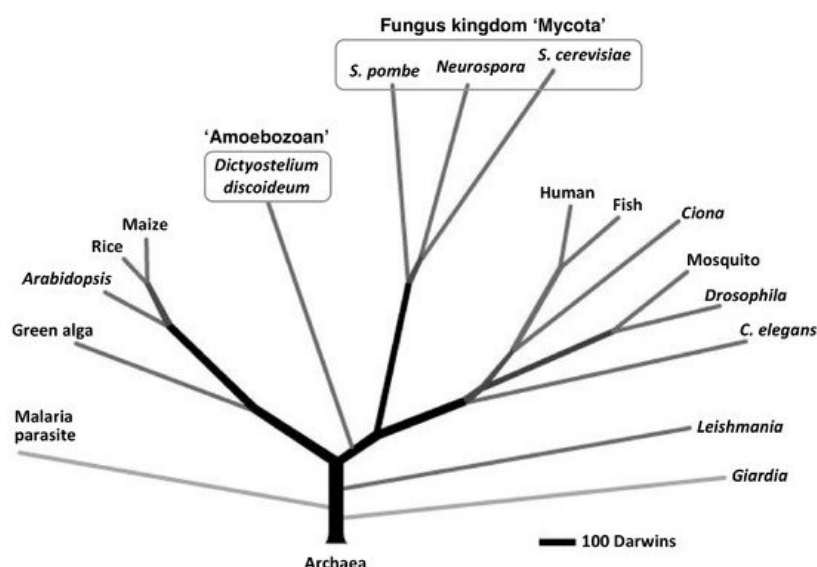 Fungus kingdom ‘Mycota’
S. pombe
Neurospora
S. cerevisiae
‘Amoebozoan’
Dictyostelium
discoideum
Human
Fish
Ciona
Maize
Rice
Arabidopsis
Mosquito
Drosophila
Green alga
C. elegans
Malaria
parasite
Leishmania
Giardia
100 Darwins
Archaea